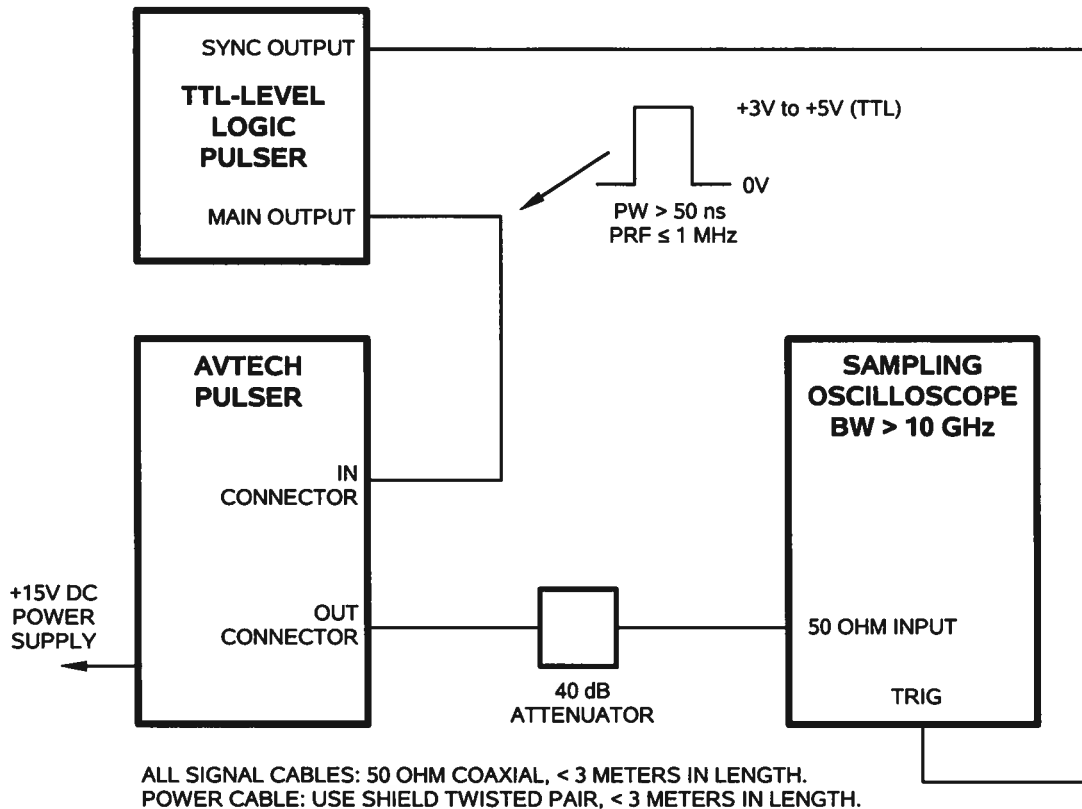 SYNC OUTPUT
TTL-LEVEL
LOGIC
PULSER
MAIN OUTPUT
+3V to +5V (TTL)
0V
PW > 50 ns
PRF ≤ 1 MHz
AVTECH
PULSER
IN
CONNECTOR
OUT
CONNECTOR
+15V DC
POWER
SUPPLY
40 dB
ATTENUATOR
SAMPLING
OSCILLOSCOPE
BW > 10 GHz
50 OHM INPUT
TRIG
ALL SIGNAL CABLES: 50 OHM COAXIAL, < 3 METERS IN LENGTH.
POWER CABLE: USE SHIELD TWISTED PAIR, < 3 METERS IN LENGTH.